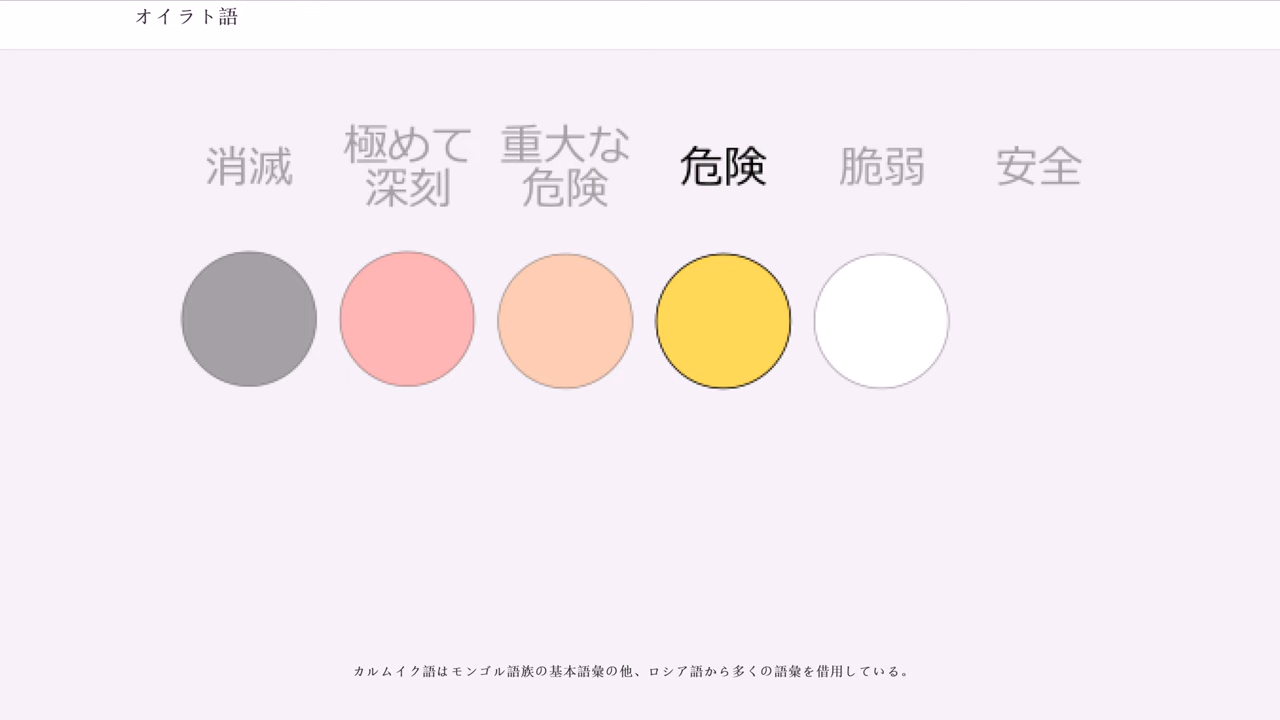 オイラト語
消滅
極めて
深刻
重大な
危険
危険
脆弱
安全
カルムイク語はモンゴル語族の基本語彙の他、ロシア語から多くの語彙を借用している。